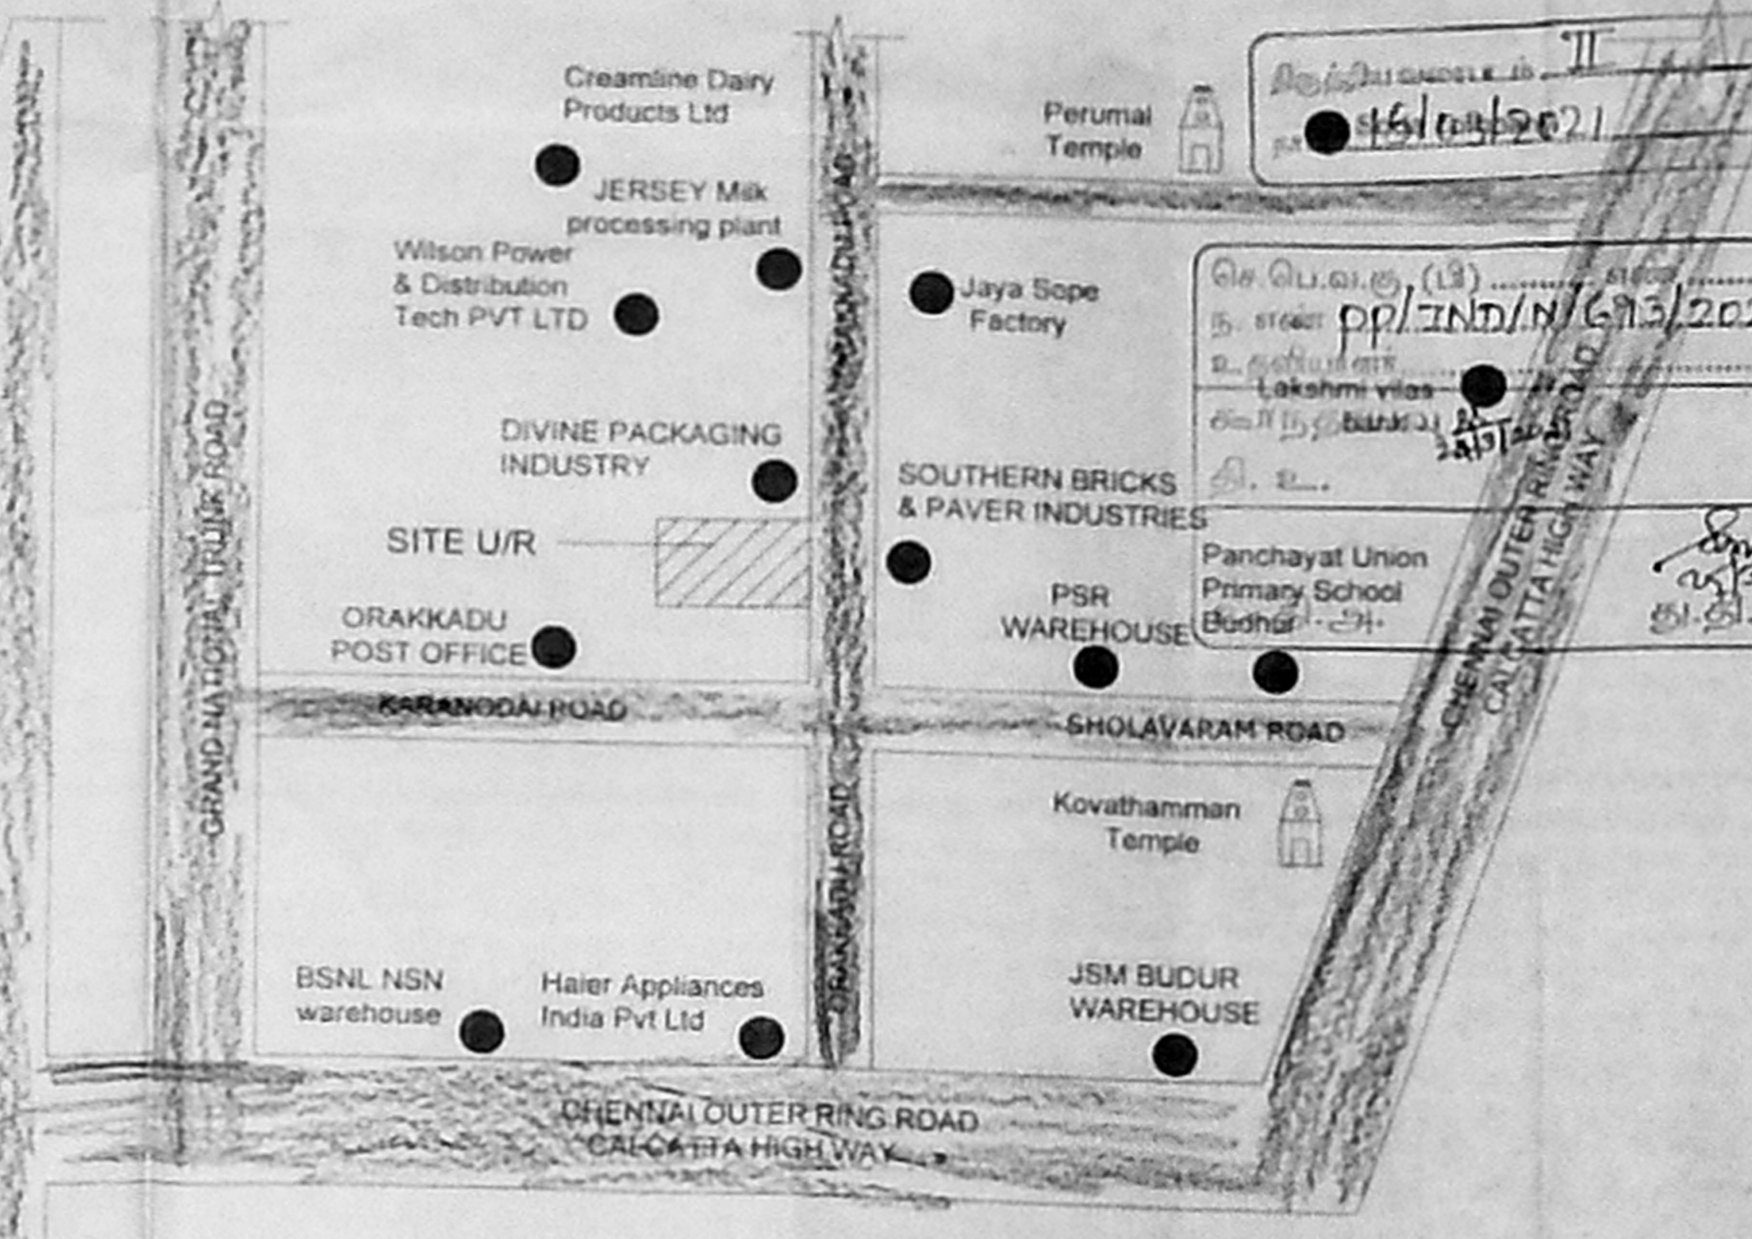 Creamline Dairy
Products Ltd
JERSEY Milk
processing plant
Wilson Power
& Distribution
Tech PVT LTD
DIVINE PACKAGING
INDUSTRY
SITE U/R
ORAKKADU
POST OFFICE
GRAND NATIONAL TRUNK ROAD
KARANODAI ROAD
BSNL NSN
warehouse
Haier Appliances
India Pvt Ltd
ORAKKADU ROAD
ORAKKADU ROAD
Perumal
Temple
II
2021
Jaya Sope
Factory
செ.பெ.வ.கு. (பி)
ந. எண்
PP/IND/N/693/202
Lakshmi vilas
bank
SOUTHERN BRICKS
& PAVER INDUSTRIES
Panchayat Union
Primary School
Budhur
PSR
WAREHOUSE
SHOLAVARAM ROAD
Kovathamman
Temple
JSM BUDUR
WAREHOUSE
CHENNAI OUTER RING ROAD
CALCATTA HIGH WAY
CHENNAI OUTER RING ROAD
CALCATTA HIGH WAY